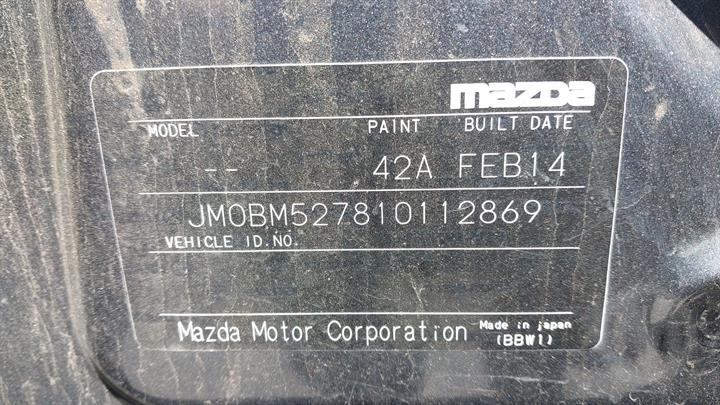 mazda
MODEL PAINT BUILT DATE
-- 42A FEB14
JM0BM527810112869
VEHICLE ID.NO.
Mazda Motor Corporation Made in japan
(BBW1)